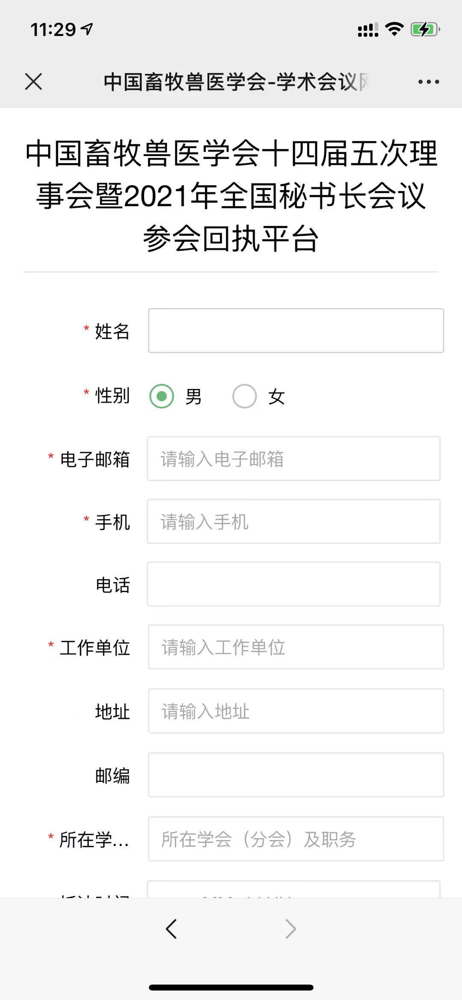 11:29
中国畜牧兽医学会-学术会议
中国畜牧兽医学会十四届五次理
事会暨2021年全国秘书长会议
参会回执平台
* 姓名
* 性别 男 女
* 电子邮箱 请输入电子邮箱
* 手机 请输入手机
电话
* 工作单位 请输入工作单位
地址 请输入地址
邮编
* 所在学... 所在学会（分会）及职务